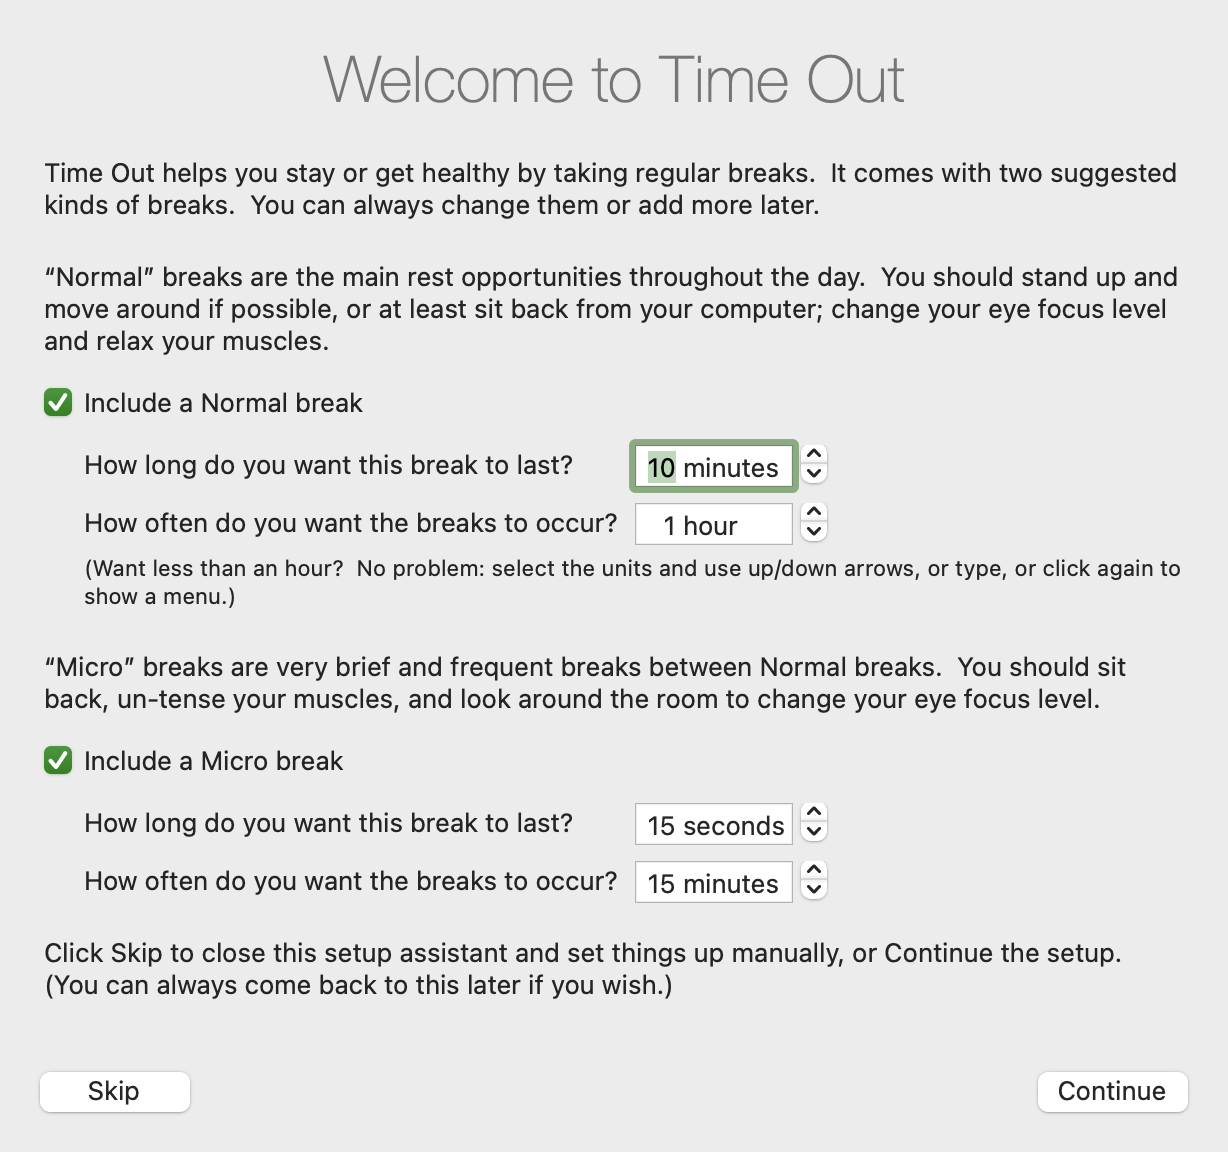 Welcome to Time Out
Time Out helps you stay or get healthy by taking regular breaks.  It comes with two suggested
kinds of breaks.  You can always change them or add more later.
“Normal” breaks are the main rest opportunities throughout the day.  You should stand up and
move around if possible, or at least sit back from your computer; change your eye focus level
and relax your muscles.
Include a Normal break
How long do you want this break to last? 10 minutes
How often do you want the breaks to occur? 1 hour
(Want less than an hour?  No problem: select the units and use up/down arrows, or type, or click again to
show a menu.)
“Micro” breaks are very brief and frequent breaks between Normal breaks.  You should sit
back, un-tense your muscles, and look around the room to change your eye focus level.
Include a Micro break
How long do you want this break to last? 15 seconds
How often do you want the breaks to occur? 15 minutes
Click Skip to close this setup assistant and set things up manually, or Continue the setup.
(You can always come back to this later if you wish.)
Skip Continue